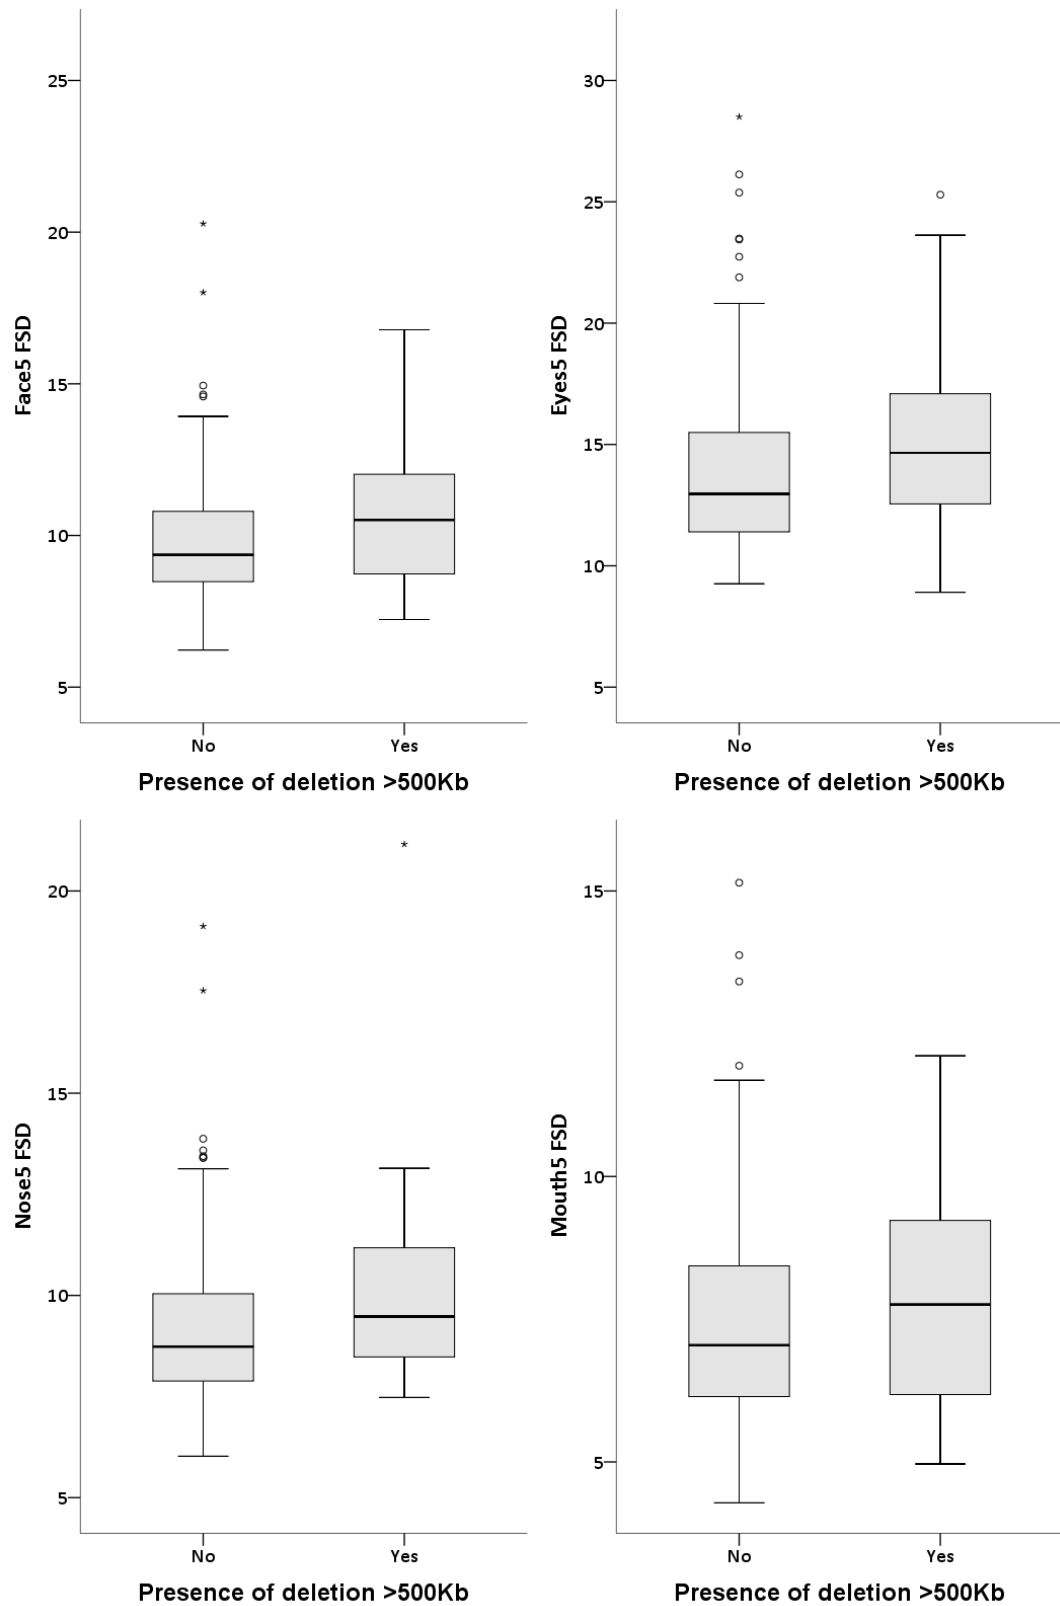 Face5 FSD
25
20
15
10
5
No Yes
Presence of deletion >500Kb
Eyes5 FSD
30
25
20
15
10
5
No Yes
Presence of deletion >500Kb
Nose5 FSD
20
15
10
5
No Yes
Presence of deletion >500Kb
Mouth5 FSD
15
10
5
No Yes
Presence of deletion >500Kb